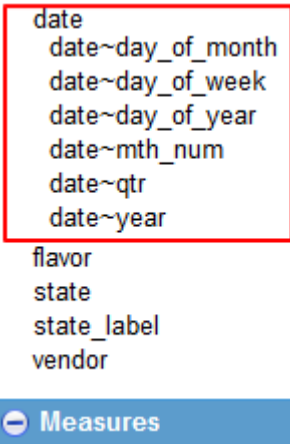 date
date~day_of_month
date~day_of_week
date~day_of_year
date~mth_num
date~qtr
date~year
flavor
state
state_label
vendor
Measures